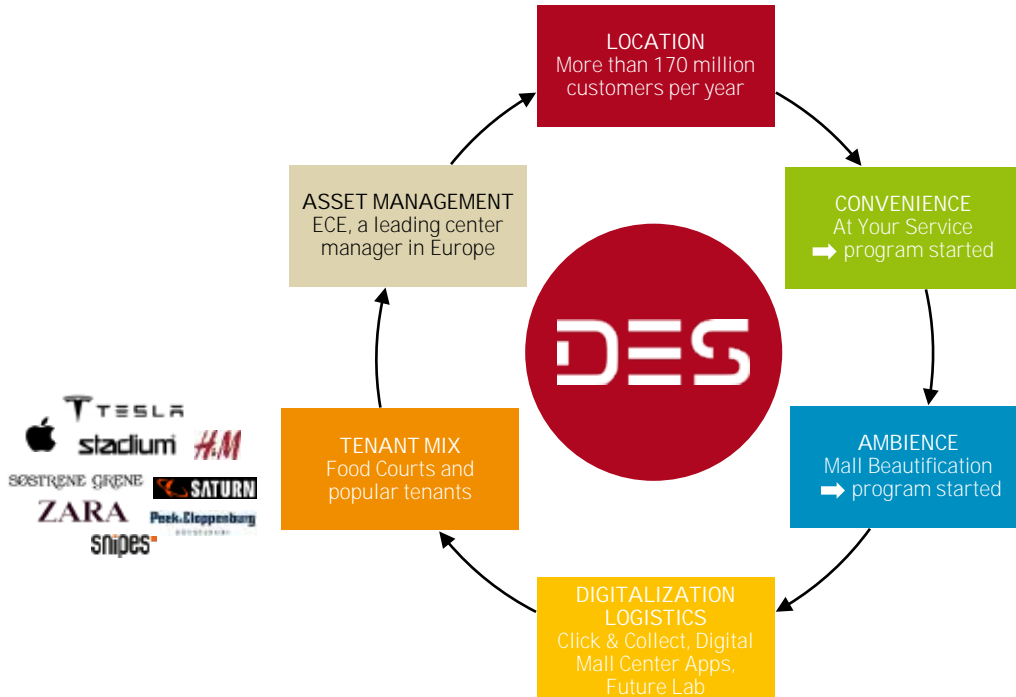 LOCATION
More than 170 million
customers per year
CONVENIENCE
At Your Service
➡ program started
AMBIENCE
Mall Beautification
➡ program started
DIGITALIZATION
LOGISTICS
Click & Collect, Digital
Mall Center Apps,
Future Lab
TENANT MIX
Food Courts and
popular tenants
ASSET MANAGEMENT
ECE, a leading center
manager in Europe
DES
TESLA
stadium H&M
SØSTRENE GRENE SATURN
ZARA Peek&Cloppenburg
snipes